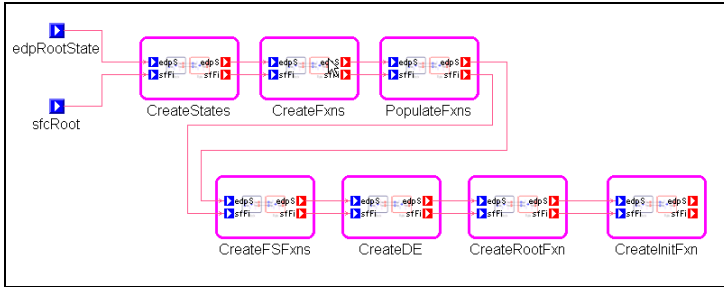 edpRootState
sfcRoot
edpS edpS
sfFi sfFi
CreateStates
edpS edpS
sfFi sfFi
CreateFxns
edpS edpS
sfFi sfFi
PopulateFxns
edpS edpS
sfFi sfFi
CreateFSFxns
edpS edpS
sfFi sfFi
CreateDE
edpS edpS
sfFi sfFi
CreateRootFxn
edpS edpS
sfFi sfFi
CreateInitFxn